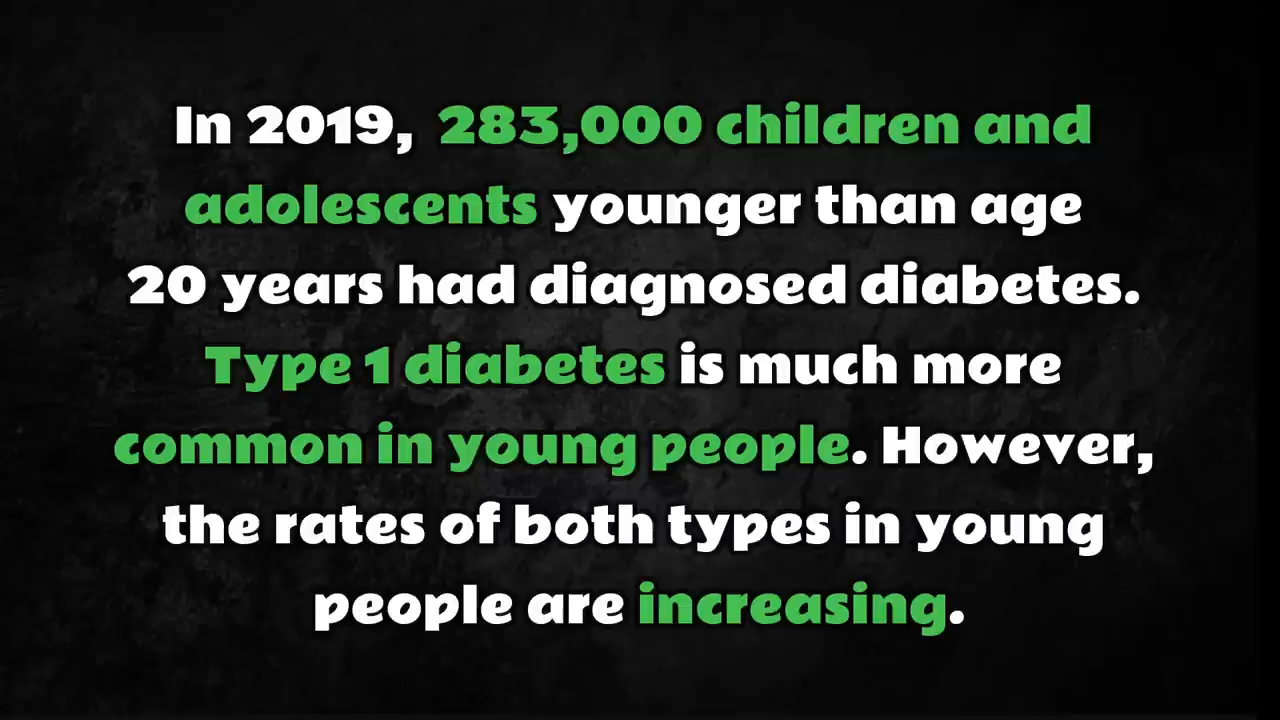 In 2019, 283,000 children and
adolescents younger than age
20 years had diagnosed diabetes.
Type 1 diabetes is much more
common in young people. However,
the rates of both types in young
people are increasing.